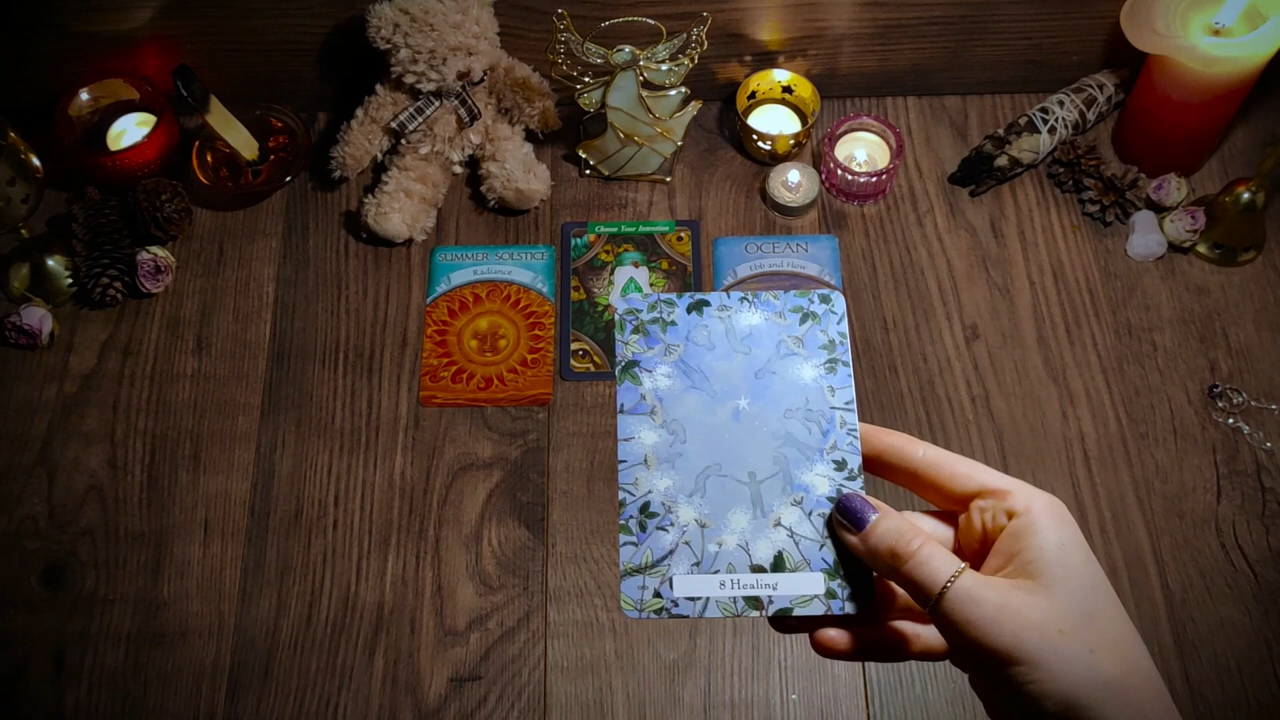 Choose Your Intention
SUMMER SOLSTICE
Radiance
OCEAN
Ebb and Flow
8 Healing